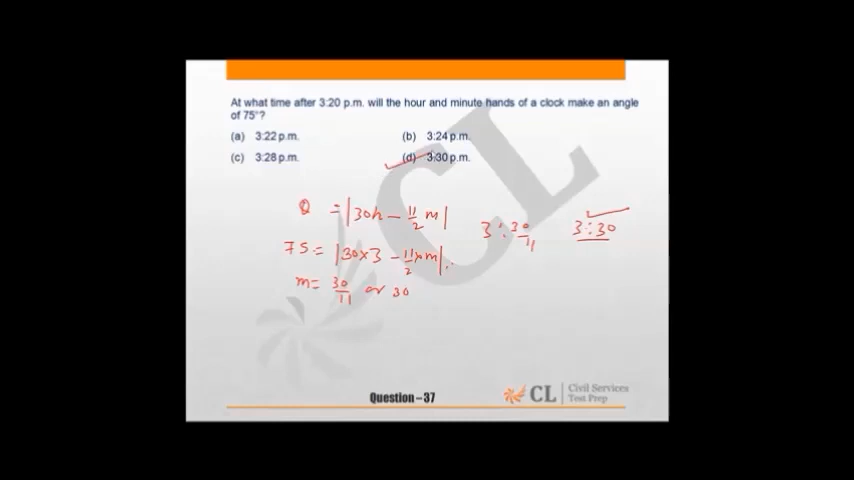 At what time after 3:20 p.m. will the hour and minute hands of a clock make an angle
of 75°?
(a) 3:22 p.m.
(b) 3:24 p.m.
(c) 3:28 p.m.
(d) 3:30 p.m.
θ = |30h - 11/2 m|
75 = |30×3 - 11/2 × m|
m = 30/11 or 30
3 : 30/11
3 : 30
CL
Question – 37
CL Civil Services
Test Prep